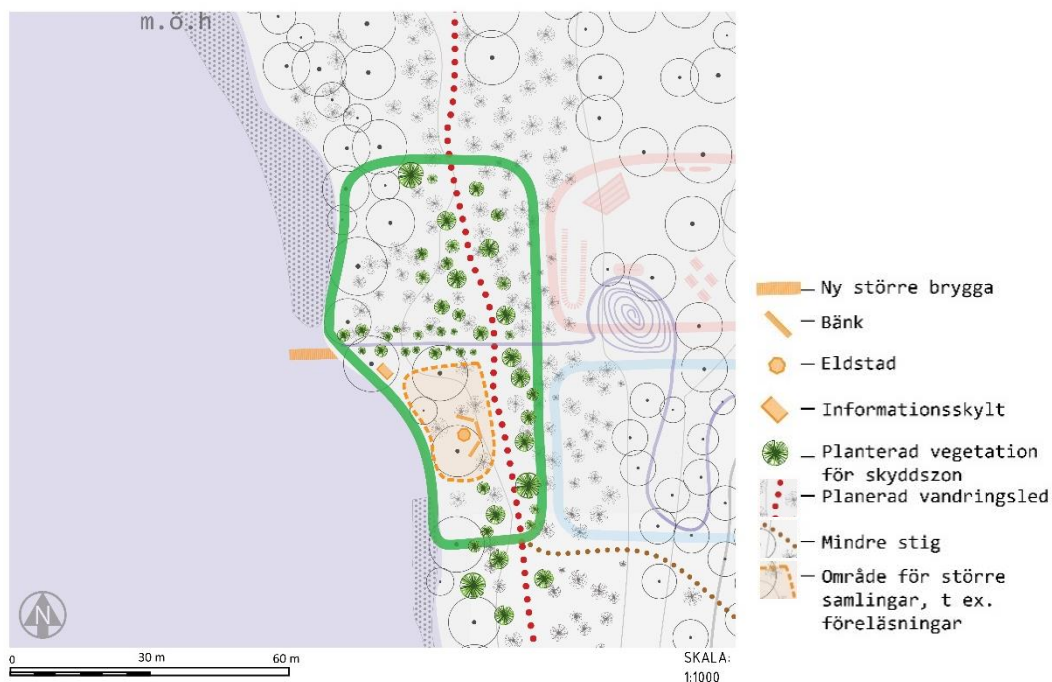 m.ö.h
Ny större brygga
Bänk
Eldstad
Informationsskylt
Planterad vegetation
för skyddszon
Planerad vandringsled
Mindre stig
Område för större
samlingar, t ex.
föreläsningar
N
0 30 m 60 m
SKALA:
1:1000